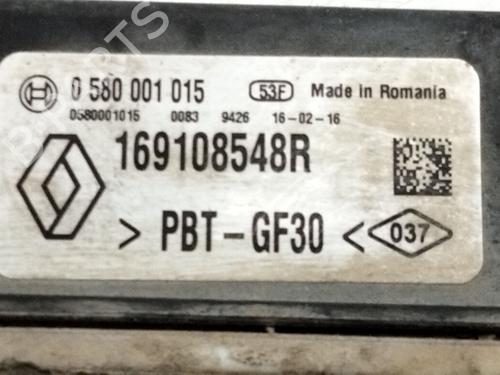 0 580 001 015 53F Made in Romania
0580001015 0083 9426 16-02-16
169108548R
> PBT-GF30 < 037